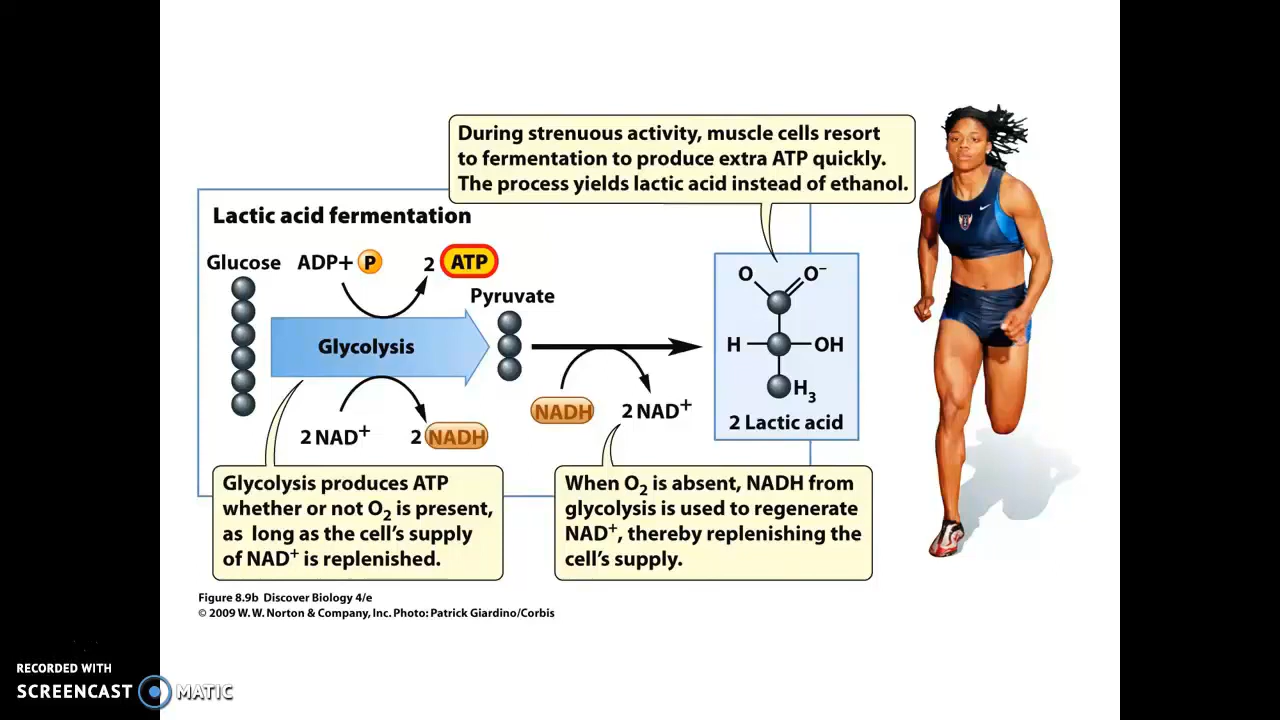 During strenuous activity, muscle cells resort
to fermentation to produce extra ATP quickly.
The process yields lactic acid instead of ethanol.
Lactic acid fermentation
Glucose ADP+ P 2 ATP
Pyruvate
Glycolysis
2 NAD+ 2 NADH
NADH 2 NAD+
O O−
H OH
H3
2 Lactic acid
Glycolysis produces ATP
whether or not O2 is present,
as long as the cell's supply
of NAD+ is replenished.
When O2 is absent, NADH from
glycolysis is used to regenerate
NAD+, thereby replenishing the
cell's supply.
Figure 8.9b Discover Biology 4/e
© 2009 W. W. Norton & Company, Inc. Photo: Patrick Giardino/Corbis
RECORDED WITH
SCREENCAST MATIC